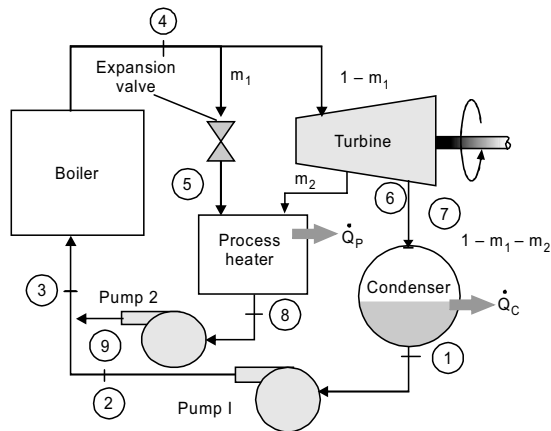 4
Expansion
valve
m1
1 – m1
Boiler
Turbine
5
m2
6
7
Process
heater
Q̇P
1 – m1 – m2
3
Pump 2
8
Condenser
Q̇C
9
1
2
Pump I